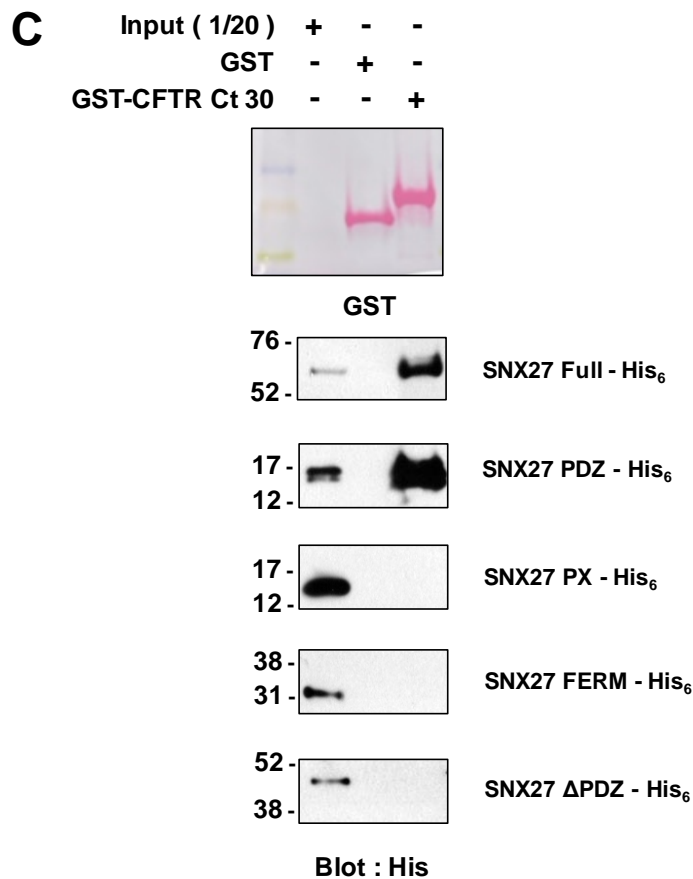 C
Input ( 1/20 ) + - -
GST - + -
GST-CFTR Ct 30 - - +
GST
76 -
SNX27 Full - His₆
52 -
17 -
SNX27 PDZ - His₆
12 -
17 -
SNX27 PX - His₆
12 -
38 -
SNX27 FERM - His₆
31 -
52 -
SNX27 ΔPDZ - His₆
38 -
Blot : His